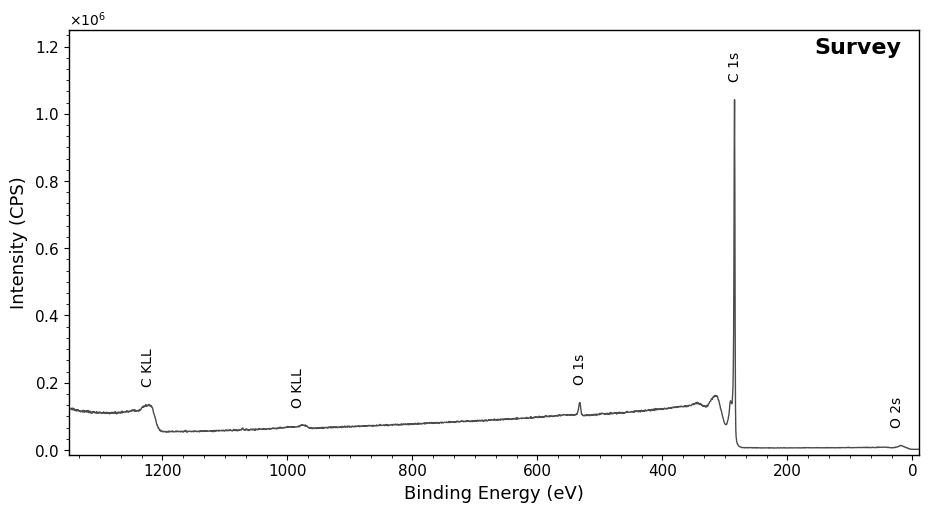 ×10⁶
Survey
1.2
1.0
0.8
0.6
0.4
0.2
0.0
Intensity (CPS)
C KLL
O KLL
O 1s
C 1s
O 2s
1200
1000
800
600
400
200
0
Binding Energy (eV)